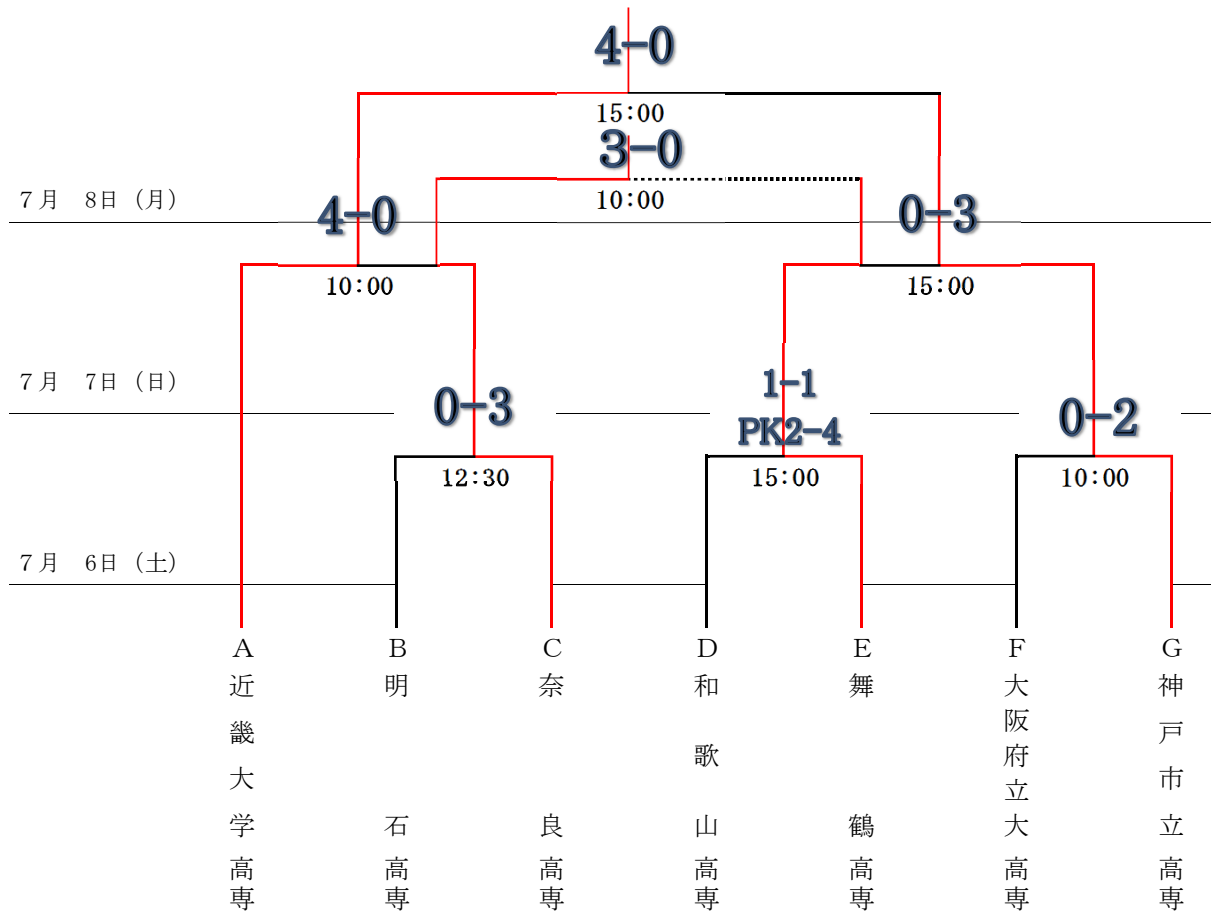 4-0
15:00
3-0
10:00
7月 8日(月)
4-0
0-3
10:00
15:00
7月 7日(日)
0-3
1-1
PK2-4
0-2
12:30
15:00
10:00
7月 6日(土)
A
近畿大学高専
B
明石高専
C
奈良高専
D
和歌山高専
E
舞鶴高専
F
大阪府立大高専
G
神戸市立高専